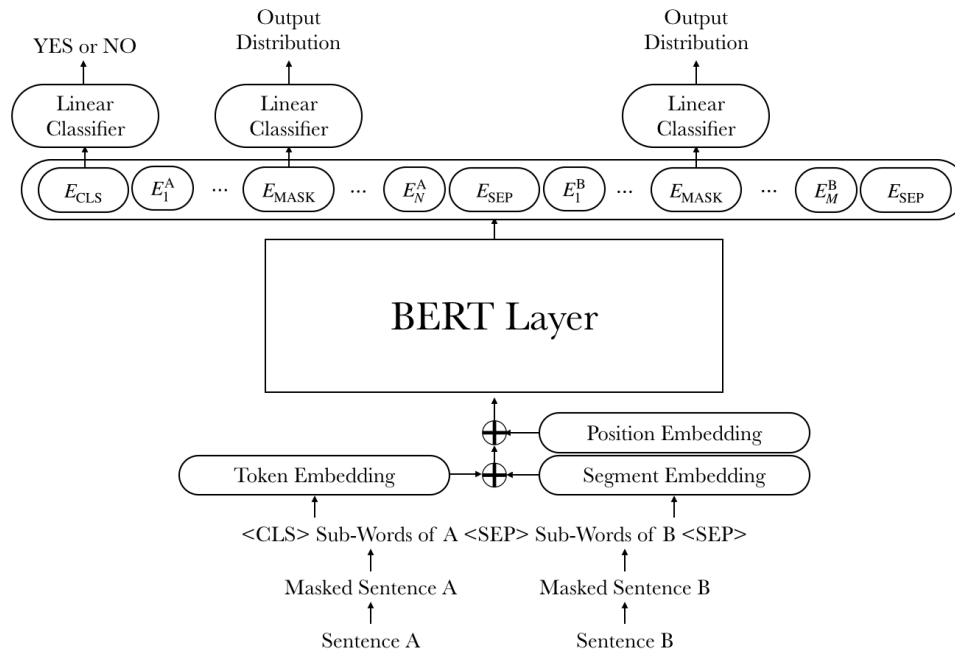 Output
Distribution
Output
Distribution
YES or NO
Linear
Classifier
Linear
Classifier
Linear
Classifier
E_CLS E_1^A ... E_MASK ... E_N^A E_SEP E_1^B ... E_MASK ... E_M^B E_SEP
BERT Layer
Position Embedding
Token Embedding
Segment Embedding
<CLS> Sub-Words of A <SEP> Sub-Words of B <SEP>
Masked Sentence A
Masked Sentence B
Sentence A
Sentence B